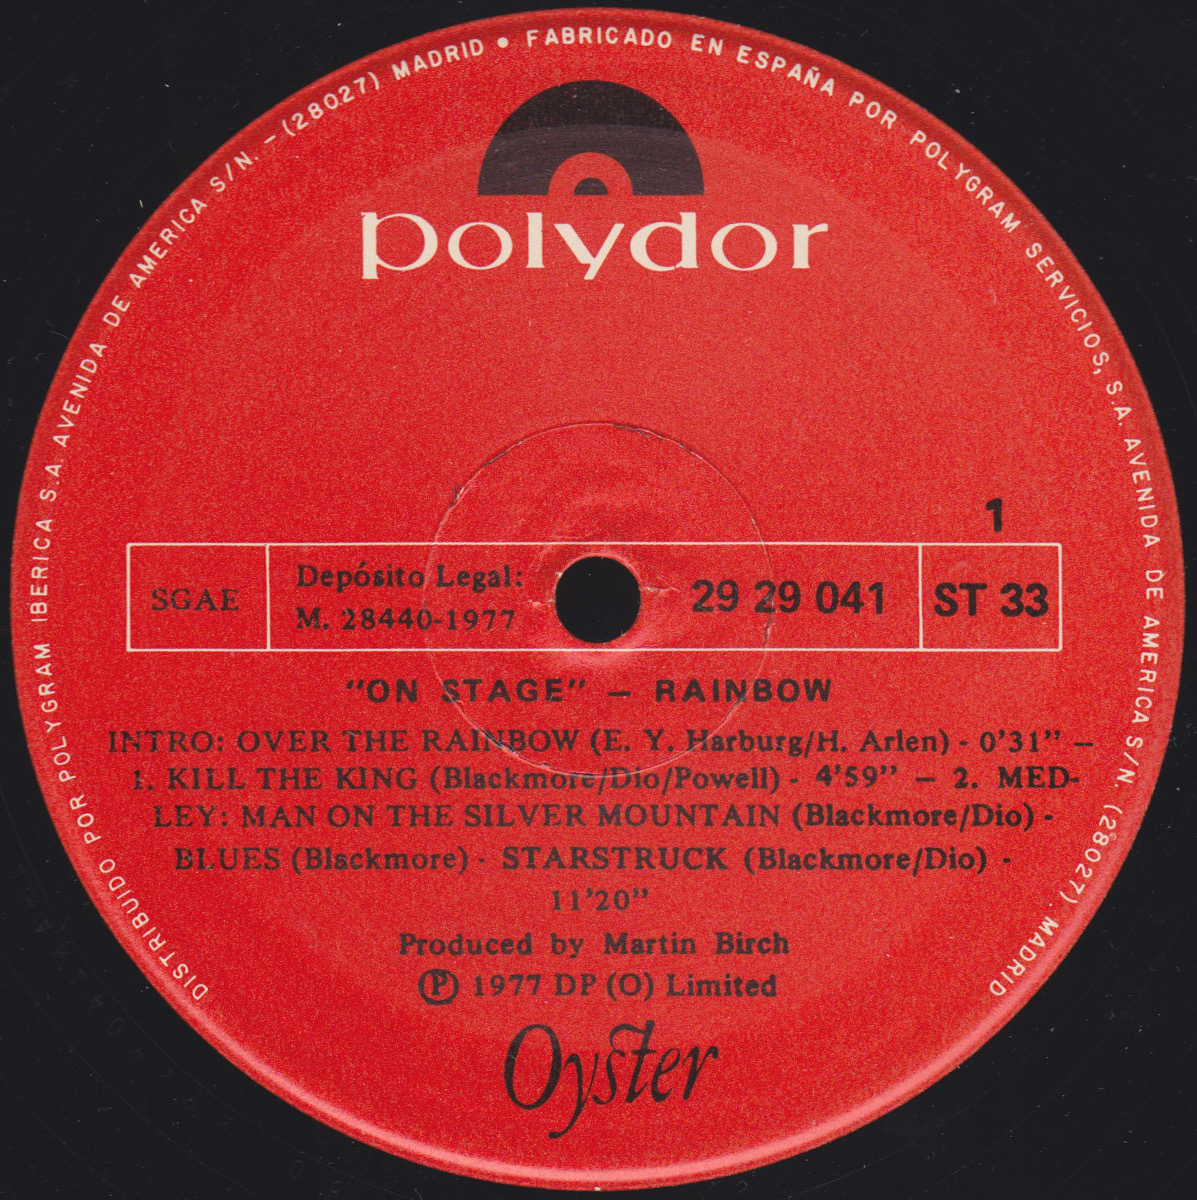 DISTRIBUIDO POR POLYGRAM IBERICA S.A. AVENIDA DE AMERICA S/N. - (28027) MADRID • FABRICADO EN ESPAÑA POR POLYGRAM SERVICIOS, S.A. AVENIDA DE AMERICA S/N. (28027). MADRID
polydor
1
SGAE
Depósito Legal:
M. 28440-1977
29 29 041
ST 33
"ON STAGE" — RAINBOW
INTRO: OVER THE RAINBOW (E. Y. Harburg/H. Arlen) - 0'31" —
1. KILL THE KING (Blackmore/Dio/Powell) - 4'59" — 2. MED-
LEY: MAN ON THE SILVER MOUNTAIN (Blackmore/Dio) -
BLUES (Blackmore) - STARSTRUCK (Blackmore/Dio) -
11'20"
Produced by Martin Birch
Ⓟ 1977 DP (O) Limited
Oyster